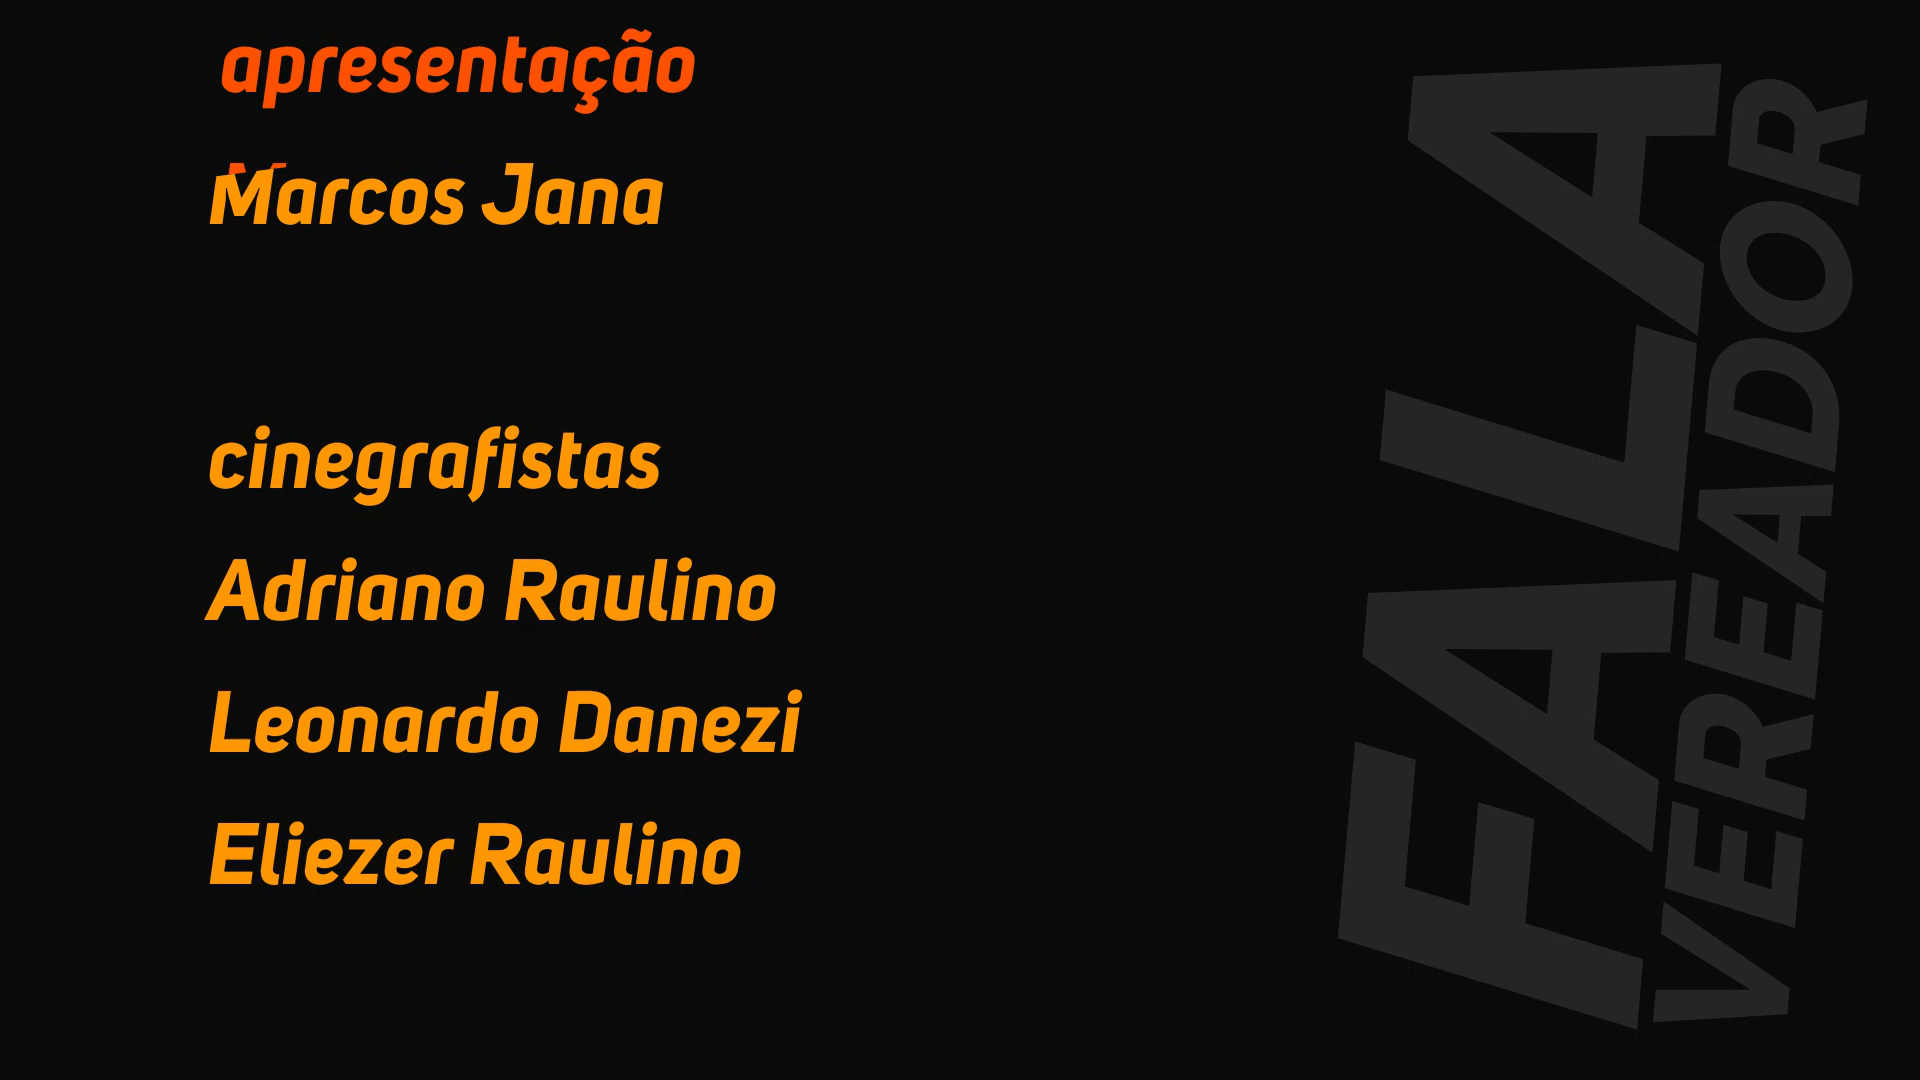 apresentação
Marcos Jana
cinegrafistas
Adriano Raulino
Leonardo Danezi
Eliezer Raulino
FALA
VEREADOR